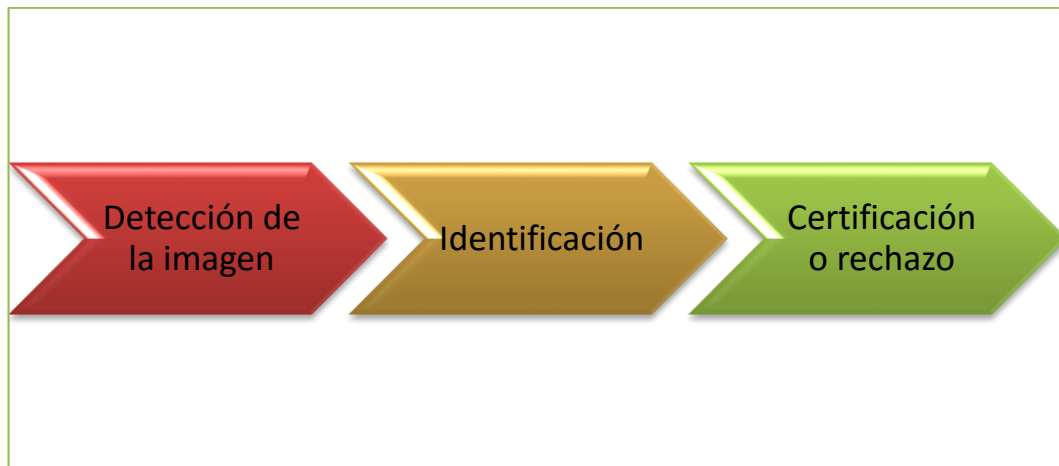 Detección de
la imagen
Identificación
Certificación
o rechazo